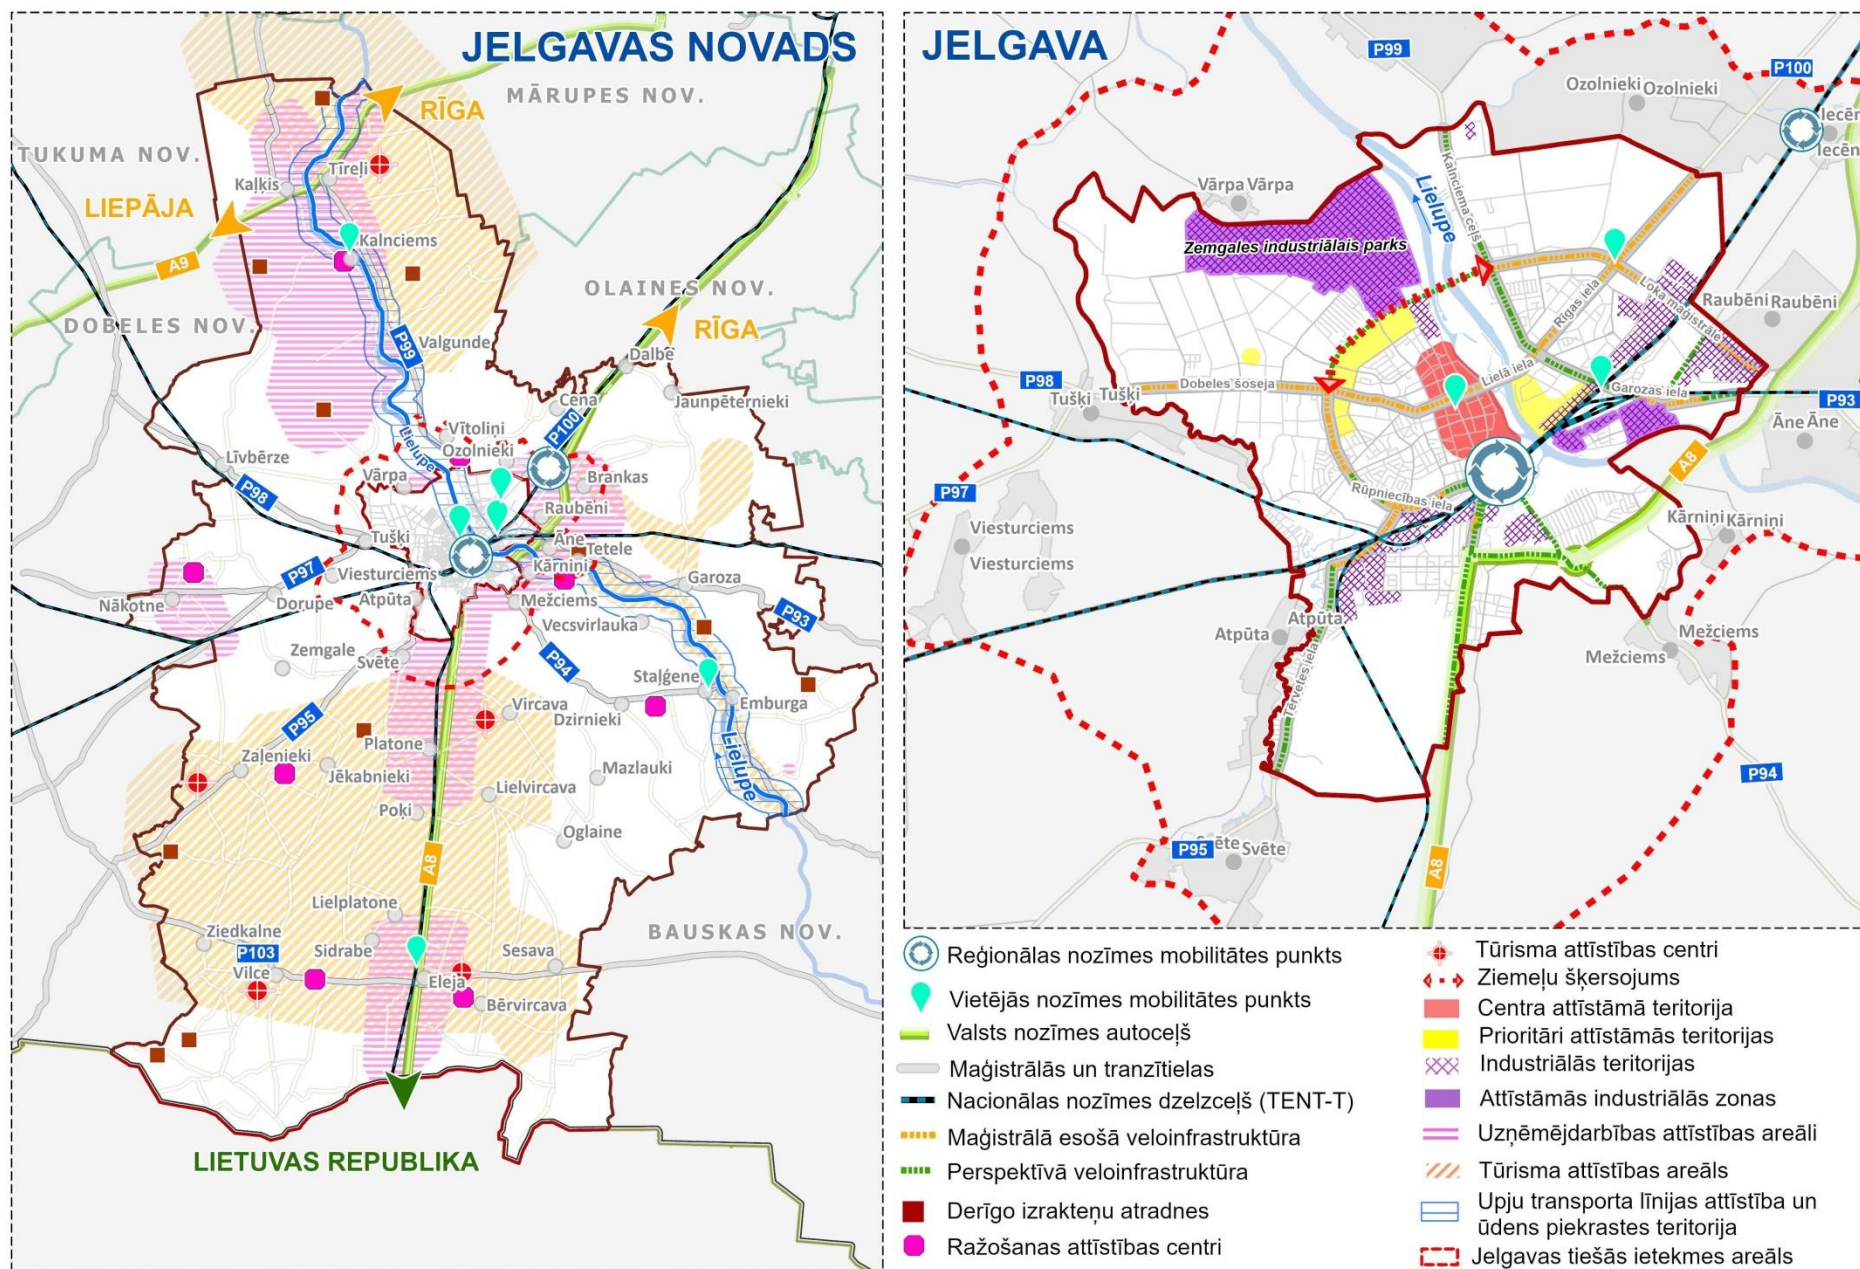 JELGAVAS NOVADS
MĀRUPES NOV.
RĪGA
TUKUMA NOV.
Tīreļi
Kaļķis
LIEPĀJA
Kalnciems
A9
OLAINES NOV.
DOBELES NOV.
RĪGA
P99
Valgunde
Dalbe
Cena
Jaunpēternieki
P100
Vītoliņi
Ozolnieki
Lielupe
Līvbērze
Vārpa
Brankas
P98
Raubēni
Tušķi
Āne
Tetele
Kārniņi
P97
Viesturciems
Garoza
Nākotne
Dorupe
Atpūta
Mežciems
P93
Vecsvirlauka
Zemgale
Svēte
P94
Staļģene
Emburga
Vircava
Dzirnieki
P95
Platone
Zaļenieki
Jēkabnieki
Mazlauki
Lielvircava
Lielupe
Poķi
Oglaine
A8
Lielplatone
BAUSKAS NOV.
Ziedkalne
Sidrabe
Sesava
P103
Vilce
Eleja
Bērvircava
LIETUVAS REPUBLIKA
JELGAVA
P99
P100
Ozolnieki Ozolnieki
Iecēn
Iecēn
Kalnciema ceļš
Vārpa Vārpa
Lielupe
Zemgales industriālais parks
Loka maģistrāle
Raubēni Raubēni
Rīgas iela
P98
Tušķi Tušķi
Dobeles šoseja
Lielā iela
Garozas iela
P93
Āne Āne
A8
P97
Rūpniecības iela
Viesturciems
Viesturciems
Kārniņi Kārniņi
Atpūta
Atpūta
Mežciems
Mežciems
Tērvetes iela
P94
P95
ēte Svēte
A8
Reģionālas nozīmes mobilitātes punkts
Vietējās nozīmes mobilitātes punkts
Valsts nozīmes autoceļš
Maģistrālās un tranzītielas
Nacionālas nozīmes dzelzceļš (TENT-T)
Maģistrālā esošā veloinfrastruktūra
Perspektīvā veloinfrastruktūra
Derīgo izrakteņu atradnes
Ražošanas attīstības centri
Tūrisma attīstības centri
Ziemeļu šķersojums
Centra attīstāmā teritorija
Prioritāri attīstāmās teritorijas
Industriālās teritorijas
Attīstāmās industriālās zonas
Uzņēmējdarbības attīstības areāli
Tūrisma attīstības areāls
Upju transporta līnijas attīstība un
ūdens piekrastes teritorija
Jelgavas tiešās ietekmes areāls